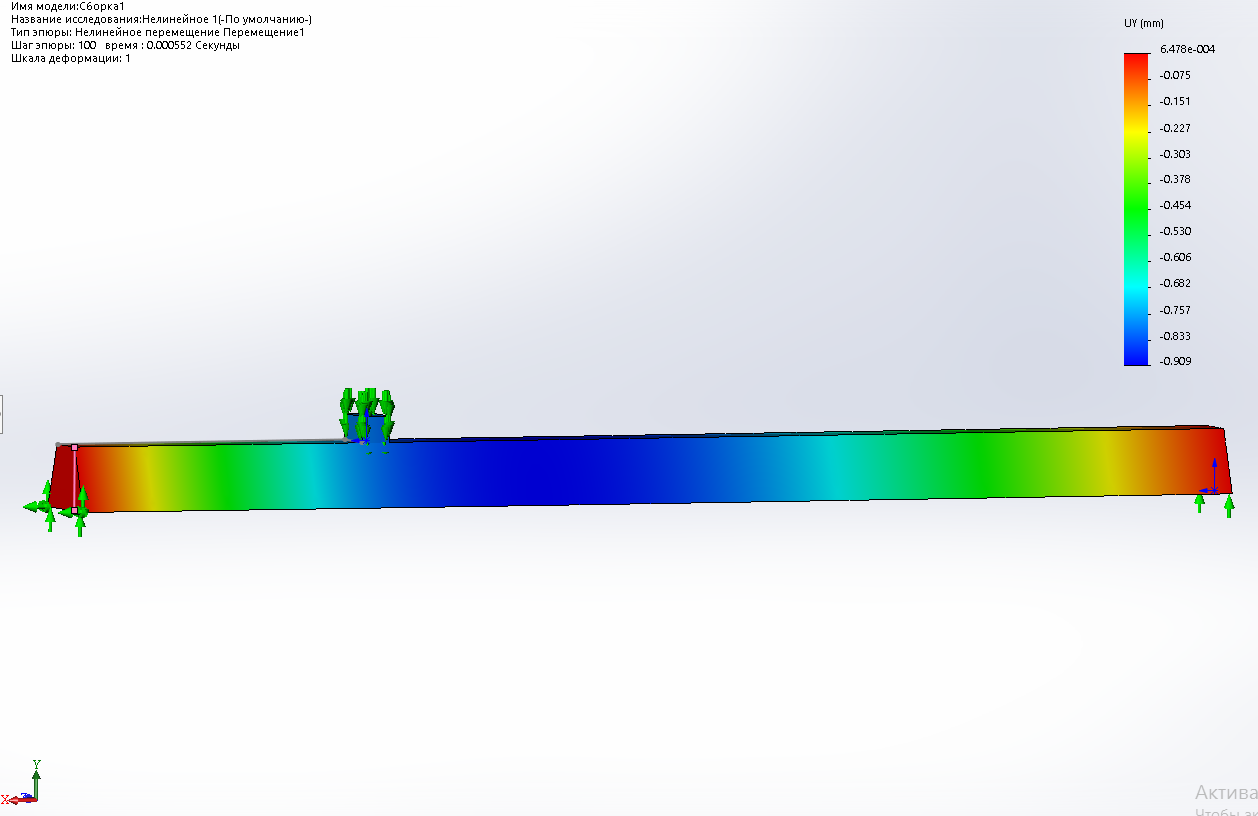 Имя модели:Сборка1
Название исследования:Нелинейное 1(-По умолчанию-)
Тип эпюры: Нелинейное перемещение Перемещение1
Шаг эпюры: 100 время : 0.000552 Секунды
Шкала деформации: 1
UY (mm)
6.478e-004
-0.075
-0.151
-0.227
-0.303
-0.378
-0.454
-0.530
-0.606
-0.682
-0.757
-0.833
-0.909
Y
X
Z
Актива
Чтобы ак